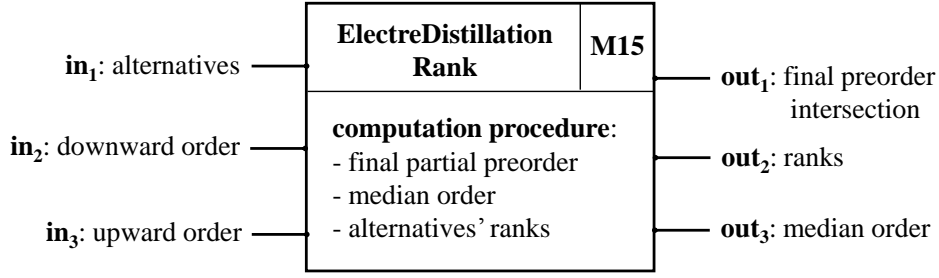 ElectreDistillation
Rank
M15
in₁: alternatives
in₂: downward order
in₃: upward order
computation procedure:
- final partial preorder
- median order
- alternatives’ ranks
out₁: final preorder
intersection
out₂: ranks
out₃: median order